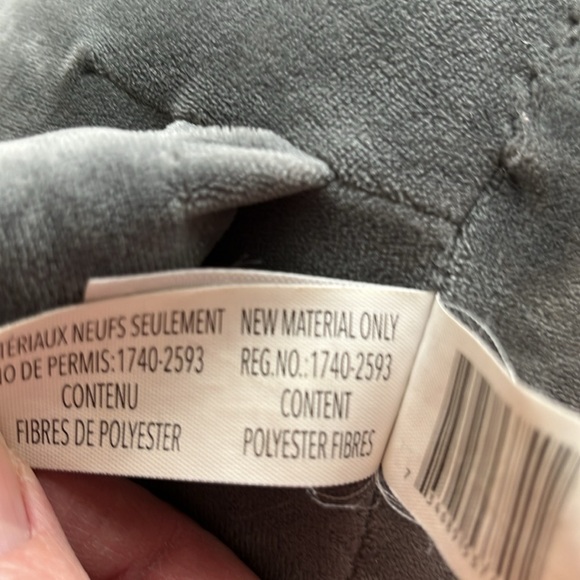 NEUFS SEULEMENT
DE PERMIS:1740-2593
CONTENU
FIBRES DE POLYESTER
NEW MATERIAL ONLY
REG.NO.:1740-2593
CONTENT
POLYESTER FIBRES
7